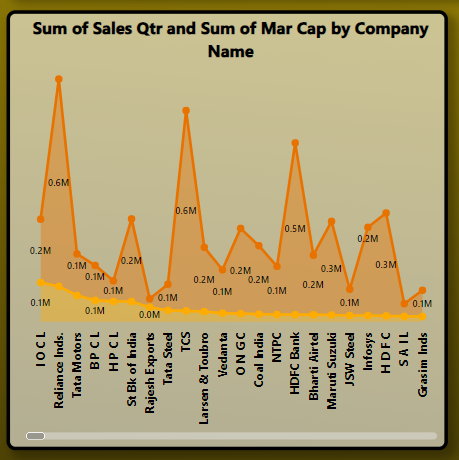 Sum of Sales Qtr and Sum of Mar Cap by Company
Name
0.6M
0.6M
0.5M
0.2M
0.2M
0.3M
0.3M
0.2M
0.1M
0.1M
0.2M
0.2M
0.2M
0.2M
0.1M
0.1M
0.1M
0.1M
0.1M
0.1M
0.1M
0.1M
0.0M
I O C L
Reliance Inds.
Tata Motors
B P C L
H P C L
St Bk of India
Rajesh Exports
Tata Steel
TCS
Larsen & Toubro
Vedanta
O N G C
Coal India
NTPC
HDFC Bank
Bharti Airtel
Maruti Suzuki
JSW Steel
Infosys
H D F C
S A I L
Grasim Inds